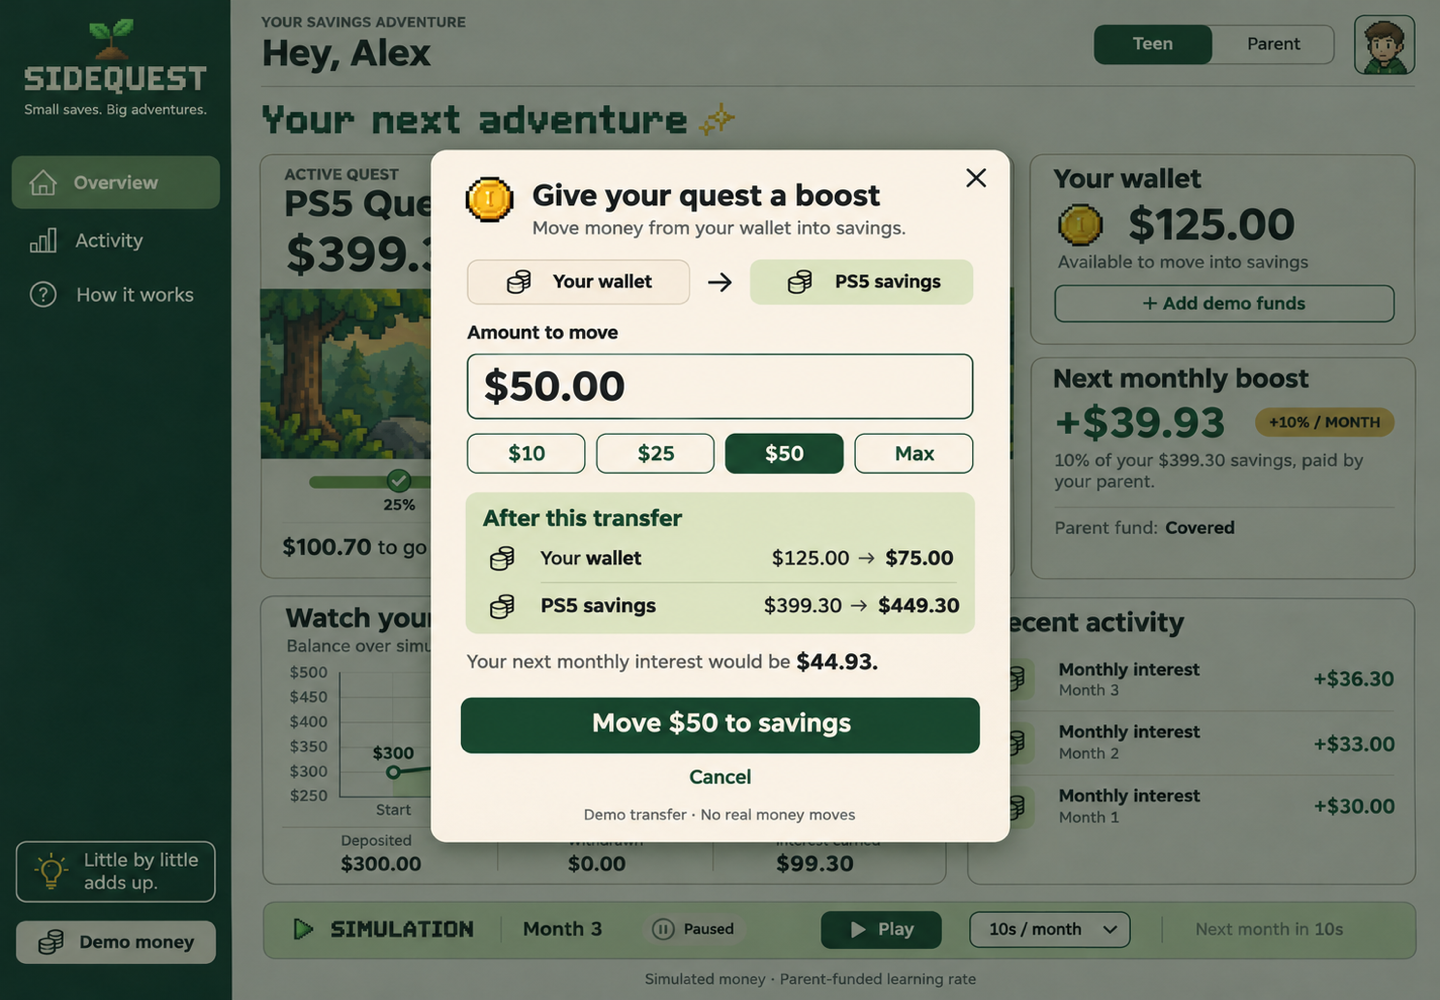 SIDEQUEST
Small saves. Big adventures.
Overview
Activity
How it works
Little by little
adds up.
Demo money
YOUR SAVINGS ADVENTURE
Hey, Alex
Teen
Parent
Your next adventure
ACTIVE QUEST
PS5 Que
$399.3
25%
$100.70 to go
Give your quest a boost
Move money from your wallet into savings.
Your wallet
PS5 savings
Amount to move
$50.00
$10
$25
$50
Max
After this transfer
Your wallet
$125.00 → $75.00
PS5 savings
$399.30 → $449.30
Your next monthly interest would be $44.93.
Move $50 to savings
Cancel
Demo transfer · No real money moves
Your wallet
$125.00
Available to move into savings
+ Add demo funds
Next monthly boost
+$39.93
+10% / MONTH
10% of your $399.30 savings, paid by
your parent.
Parent fund: Covered
Watch your
Balance over simu
$500
$450
$400
$350
$300
$250
$300
Start
Deposited
$300.00
Withdrawn
$0.00
Interest earned
$99.30
ecent activity
Monthly interest
Month 3
+$36.30
Monthly interest
Month 2
+$33.00
Monthly interest
Month 1
+$30.00
SIMULATION
Month 3
Paused
Play
10s / month
Next month in 10s
Simulated money · Parent-funded learning rate